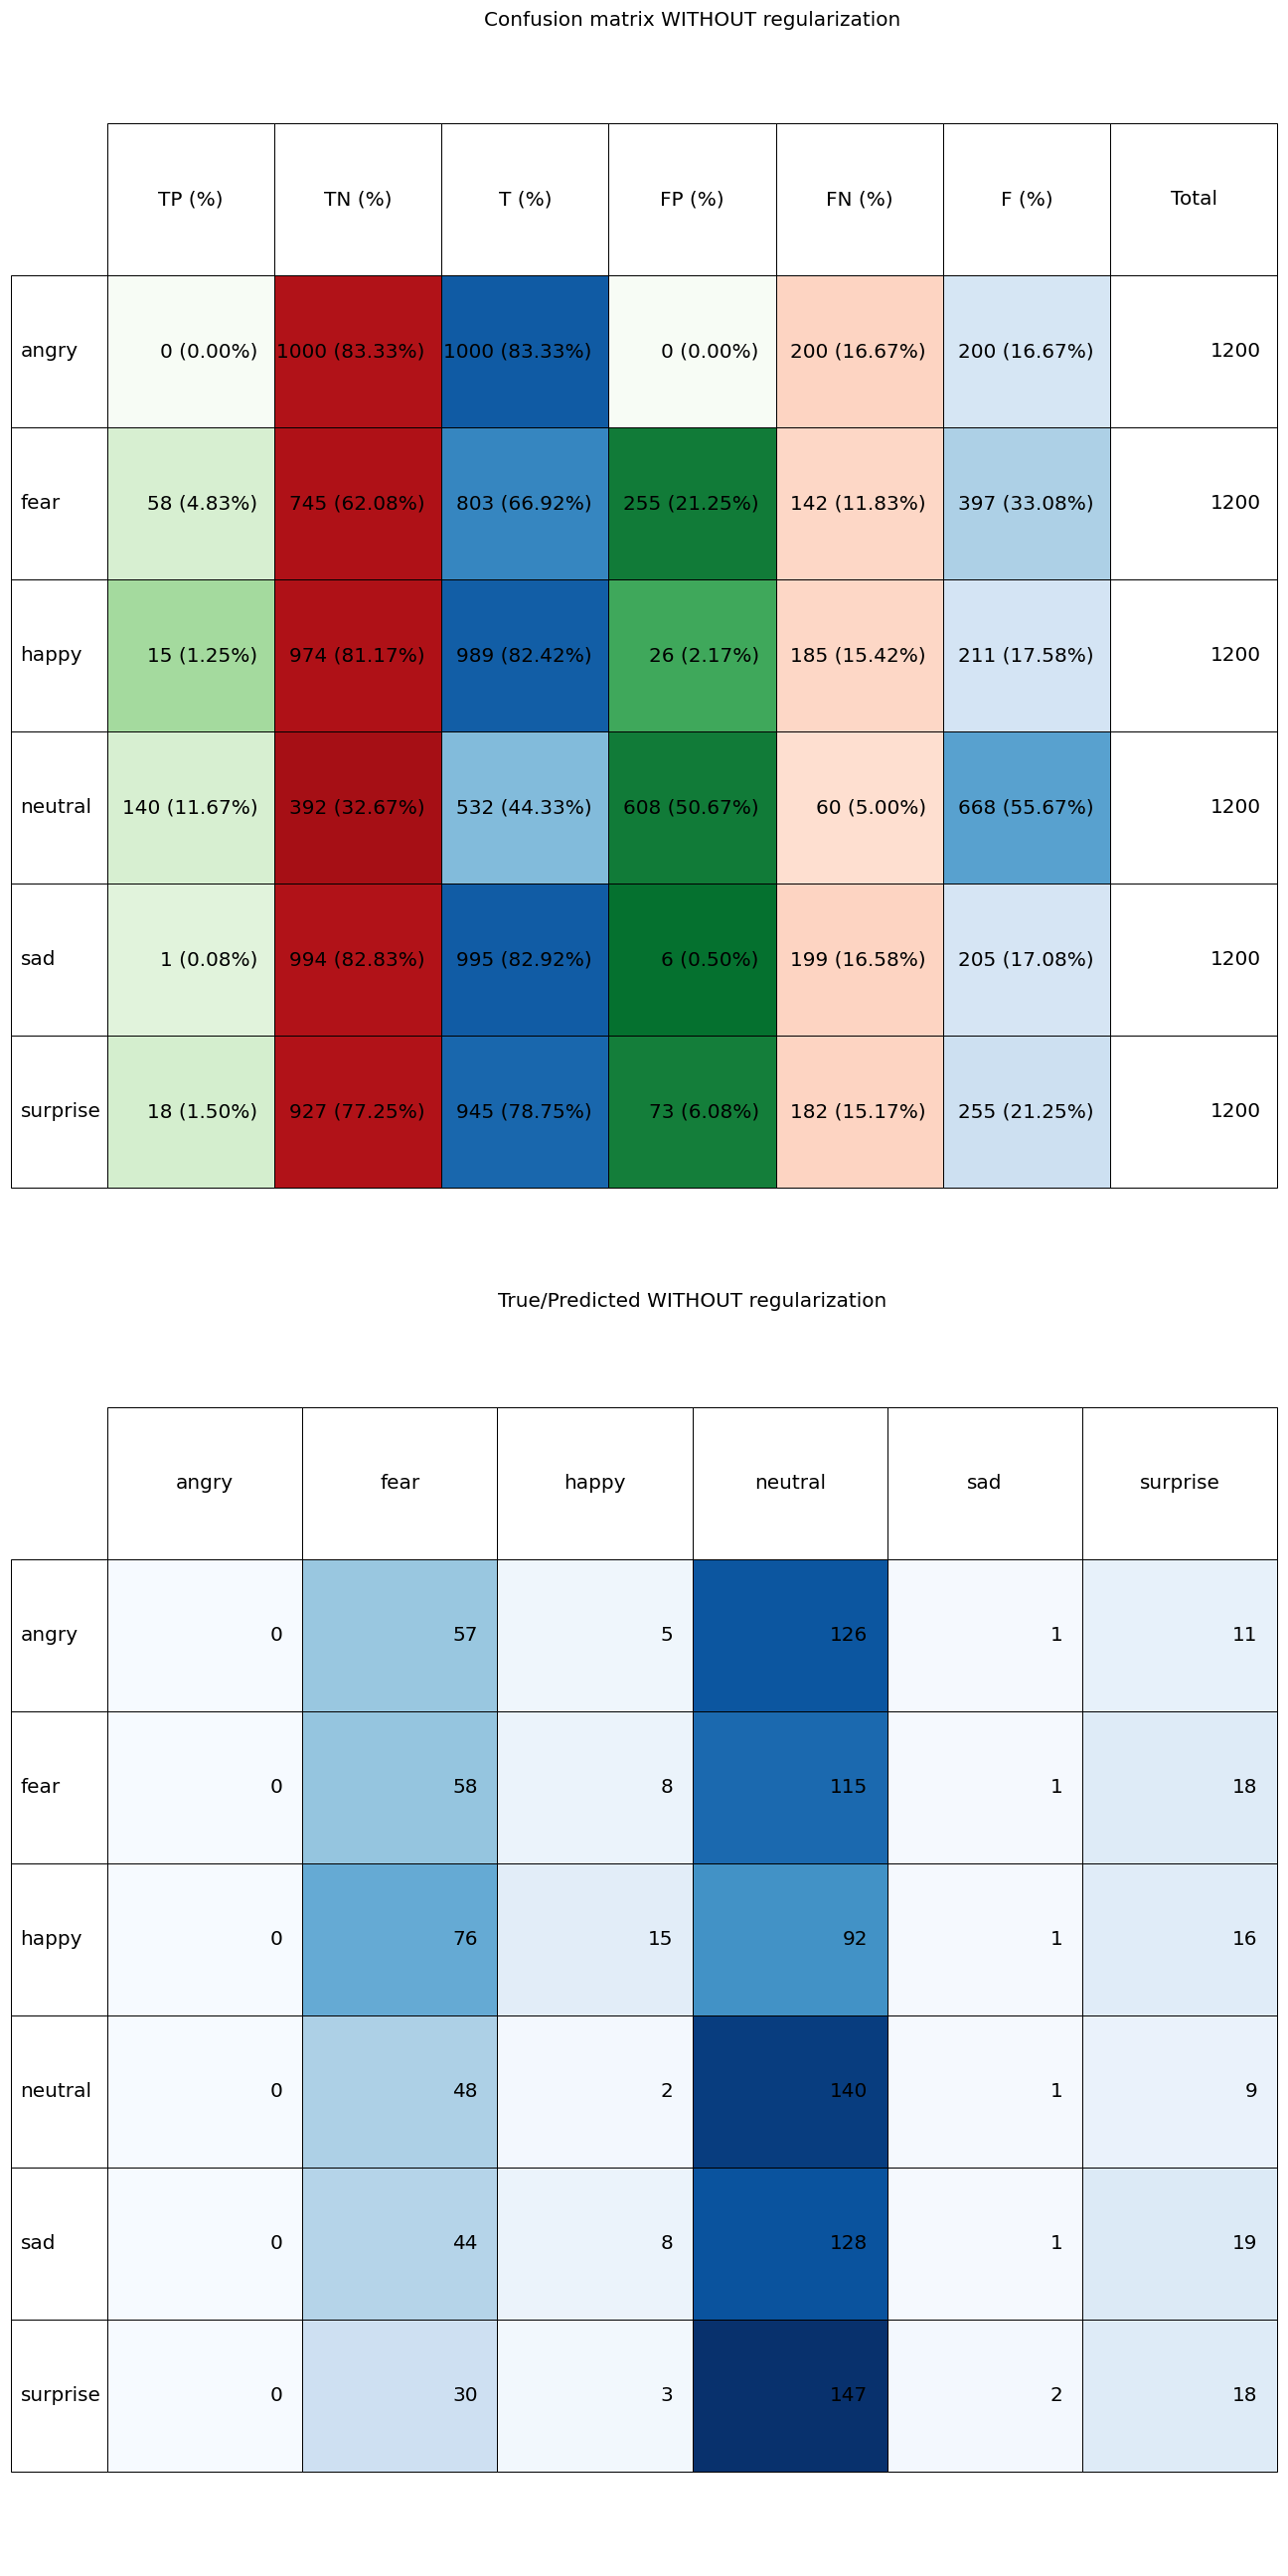 Confusion matrix WITHOUT regularization
TP (%) TN (%) T (%) FP (%) FN (%) F (%) Total
angry 0 (0.00%) 1000 (83.33%) 1000 (83.33%) 0 (0.00%) 200 (16.67%) 200 (16.67%) 1200
fear 58 (4.83%) 745 (62.08%) 803 (66.92%) 255 (21.25%) 142 (11.83%) 397 (33.08%) 1200
happy 15 (1.25%) 974 (81.17%) 989 (82.42%) 26 (2.17%) 185 (15.42%) 211 (17.58%) 1200
neutral 140 (11.67%) 392 (32.67%) 532 (44.33%) 608 (50.67%) 60 (5.00%) 668 (55.67%) 1200
sad 1 (0.08%) 994 (82.83%) 995 (82.92%) 6 (0.50%) 199 (16.58%) 205 (17.08%) 1200
surprise 18 (1.50%) 927 (77.25%) 945 (78.75%) 73 (6.08%) 182 (15.17%) 255 (21.25%) 1200
True/Predicted WITHOUT regularization
angry fear happy neutral sad surprise
angry 0 57 5 126 1 11
fear 0 58 8 115 1 18
happy 0 76 15 92 1 16
neutral 0 48 2 140 1 9
sad 0 44 8 128 1 19
surprise 0 30 3 147 2 18